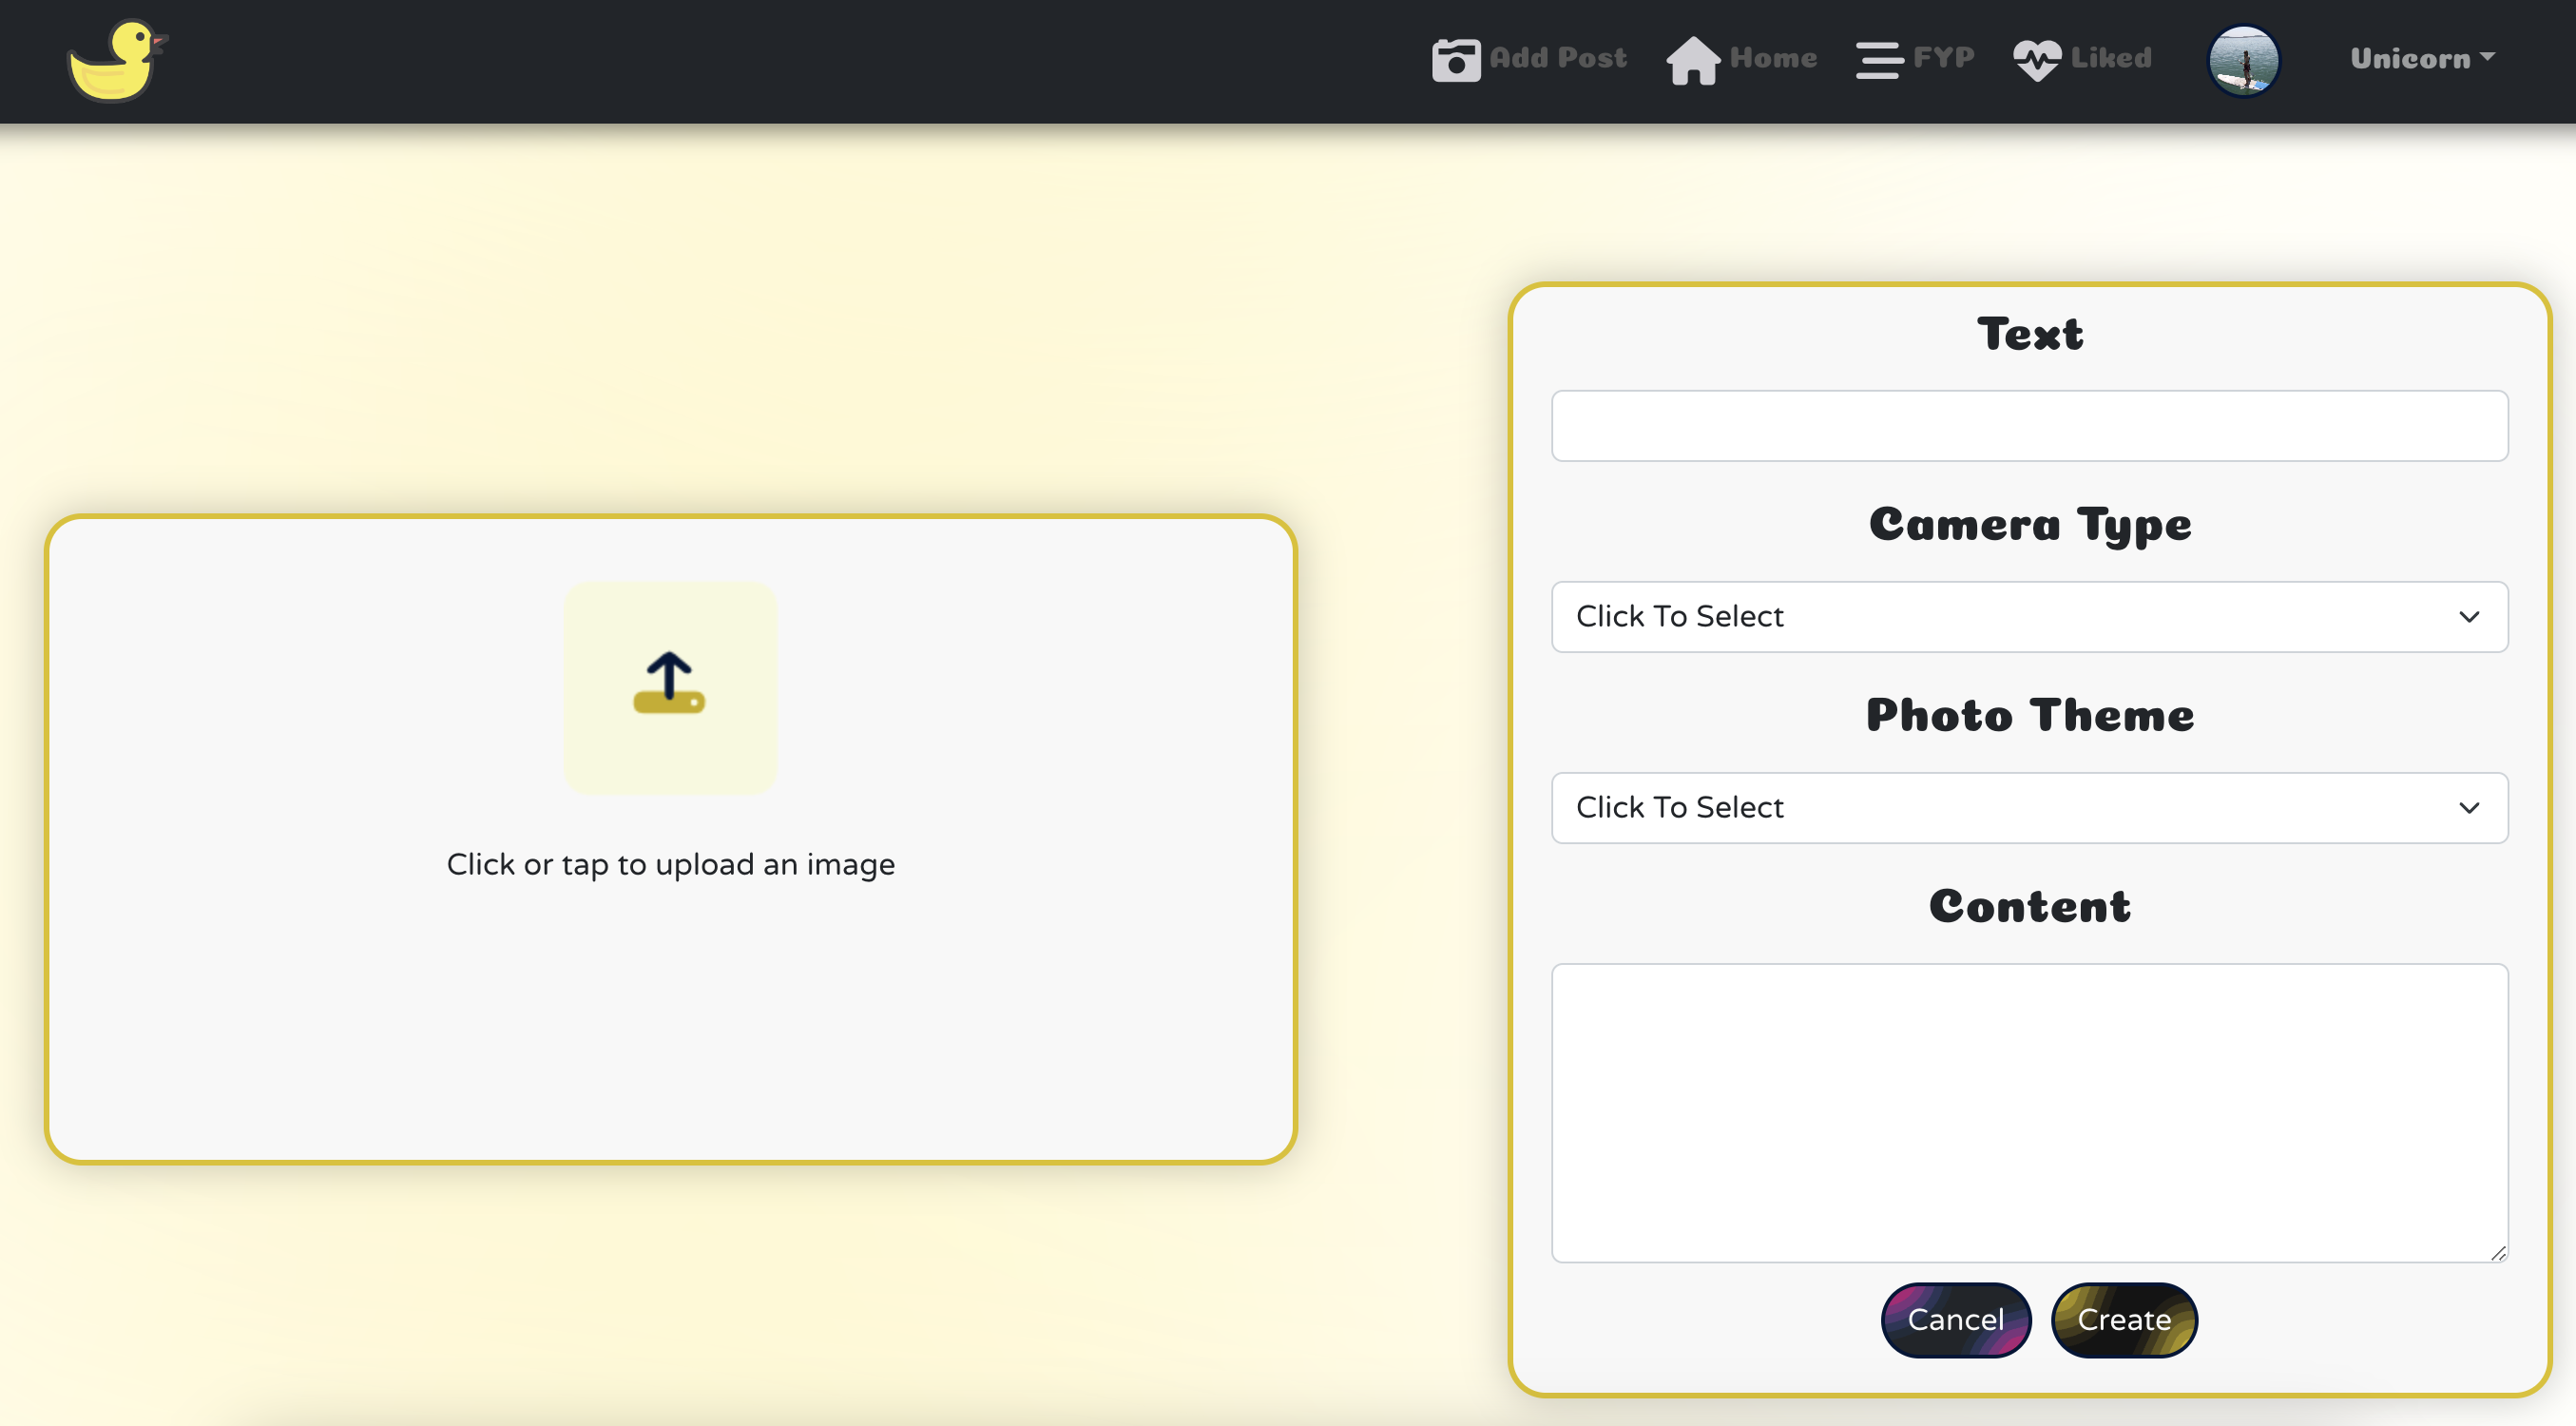 Add Post Home FYP Liked Unicorn
Text
Camera Type
Click To Select
Photo Theme
Click To Select
Click or tap to upload an image
Content
Cancel Create